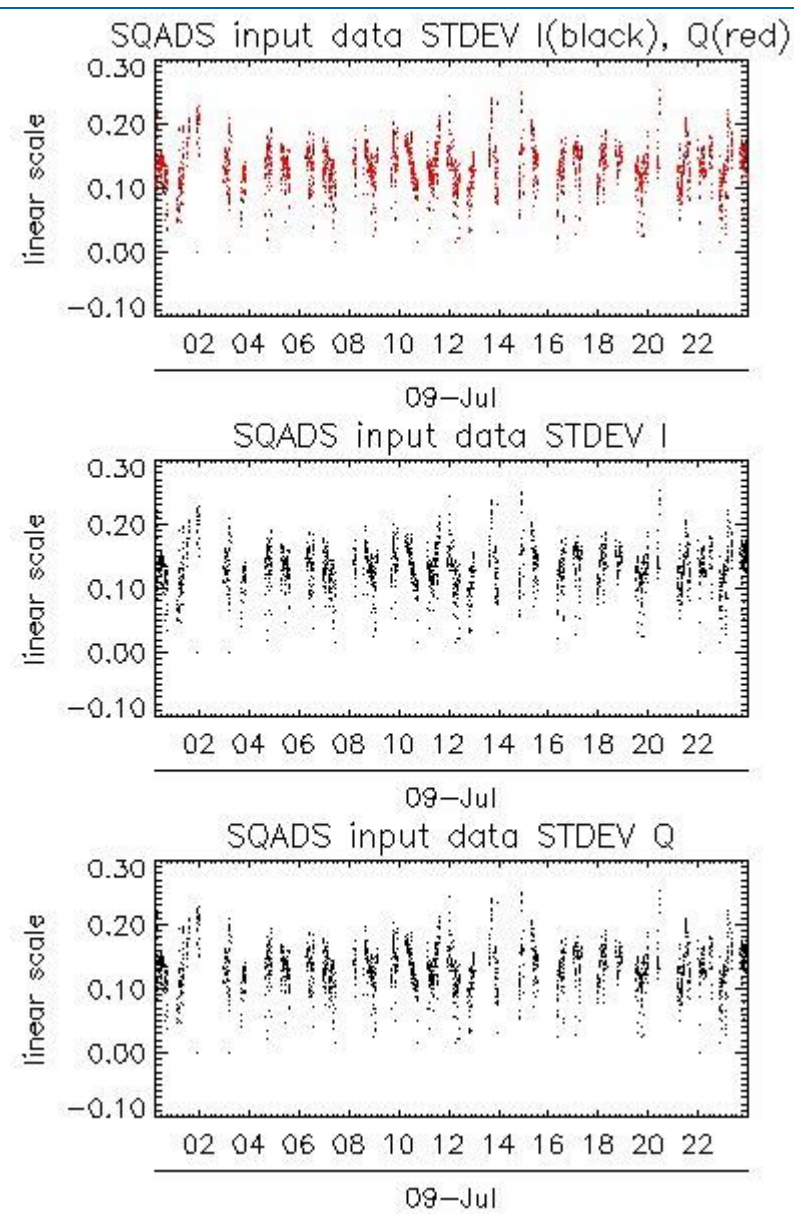 SQADS input data STDEV I(black), Q(red)
0.30
0.20
0.10
0.00
−0.10
linear scale
02 04 06 08 10 12 14 16 18 20 22
09−Jul
SQADS input data STDEV I
0.30
0.20
0.10
0.00
−0.10
linear scale
02 04 06 08 10 12 14 16 18 20 22
09−Jul
SQADS input data STDEV Q
0.30
0.20
0.10
0.00
−0.10
linear scale
02 04 06 08 10 12 14 16 18 20 22
09−Jul